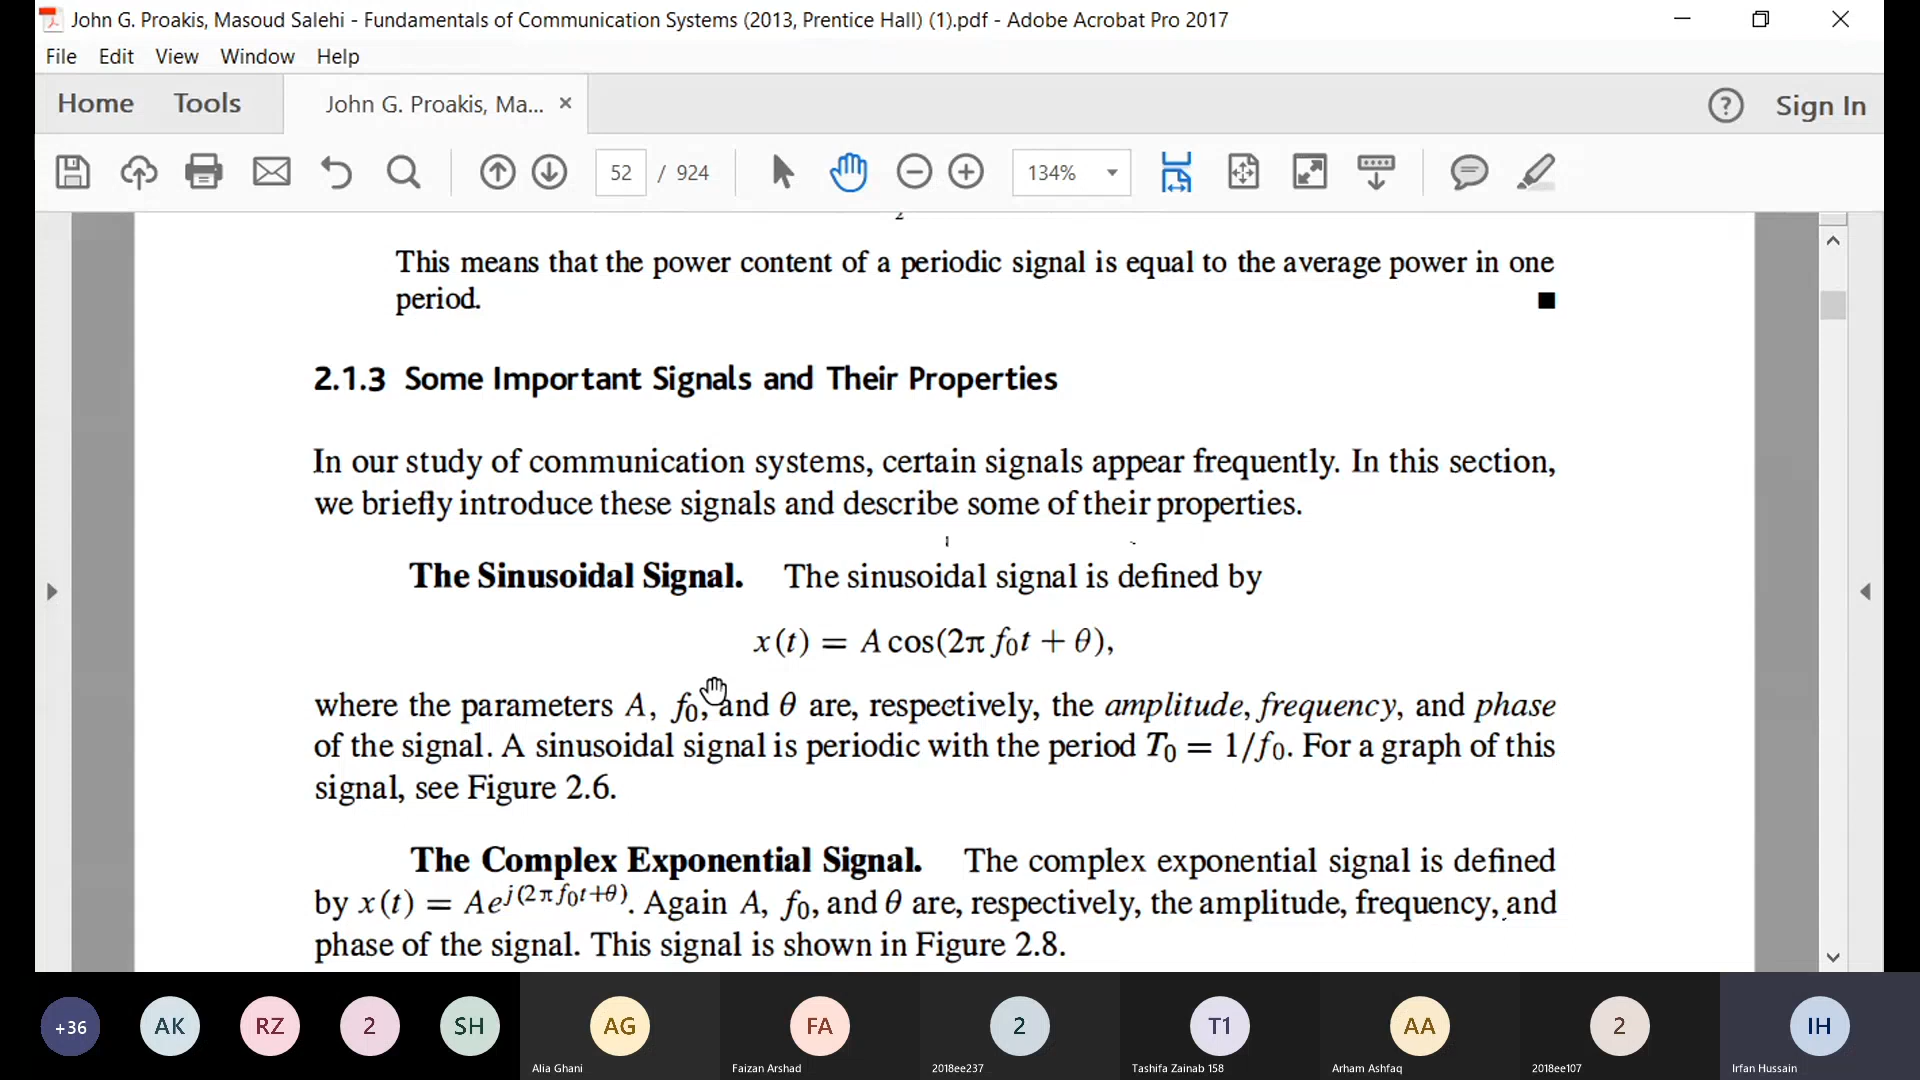 John G. Proakis, Masoud Salehi - Fundamentals of Communication Systems (2013, Prentice Hall) (1).pdf - Adobe Acrobat Pro 2017
File Edit View Window Help
Home Tools John G. Proakis, Ma... × ? Sign In
52 / 924 134%
2
This means that the power content of a periodic signal is equal to the average power in one
period. ■
2.1.3 Some Important Signals and Their Properties
In our study of communication systems, certain signals appear frequently. In this section,
we briefly introduce these signals and describe some of their properties.
The Sinusoidal Signal. The sinusoidal signal is defined by
x(t) = A cos(2π f₀t + θ),
where the parameters A, f₀, and θ are, respectively, the amplitude, frequency, and phase
of the signal. A sinusoidal signal is periodic with the period T₀ = 1/f₀. For a graph of this
signal, see Figure 2.6.
The Complex Exponential Signal. The complex exponential signal is defined
by x(t) = Ae^{j(2πf₀t+θ)}. Again A, f₀, and θ are, respectively, the amplitude, frequency, and
phase of the signal. This signal is shown in Figure 2.8.
+36 AK RZ 2 SH AG FA 2 T1 AA 2 IH
Alia Ghani Faizan Arshad 2018ee237 Tashifa Zainab 158 Arham Ashfaq 2018ee107 Irfan Hussain